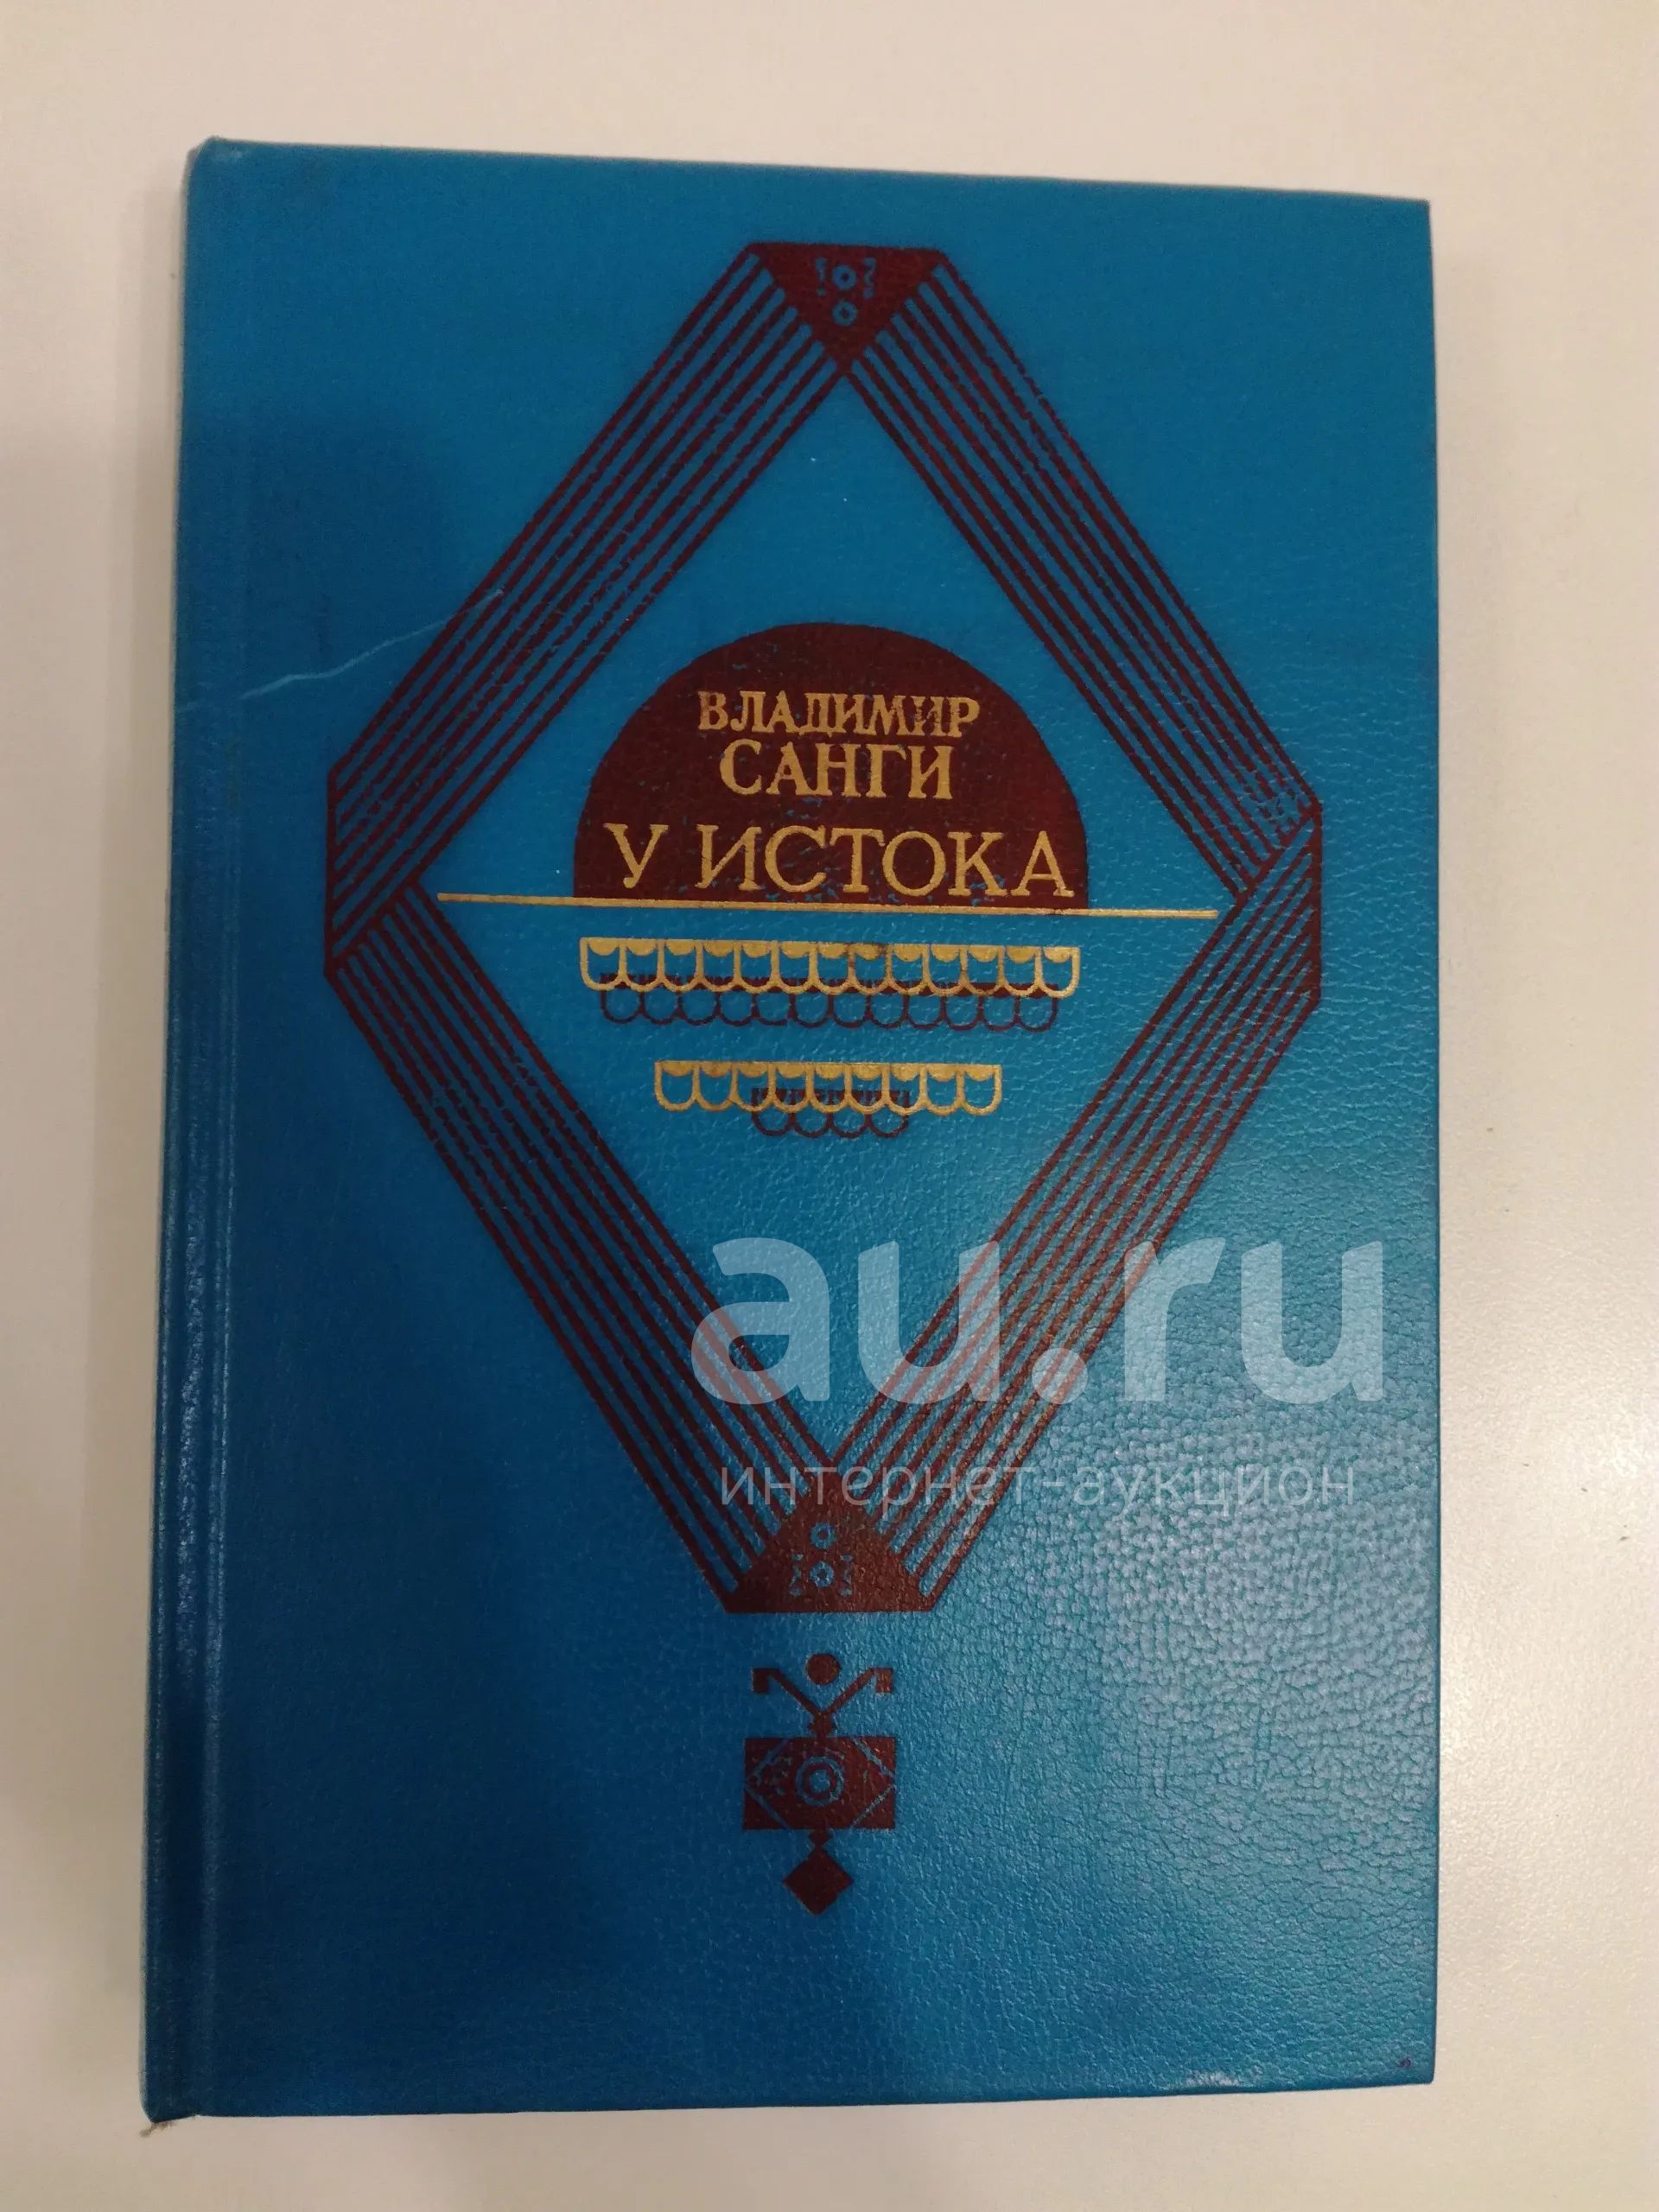 ВЛАДИМИР
САНГИ
У ИСТОКА
au.ru
интернет-аукцион